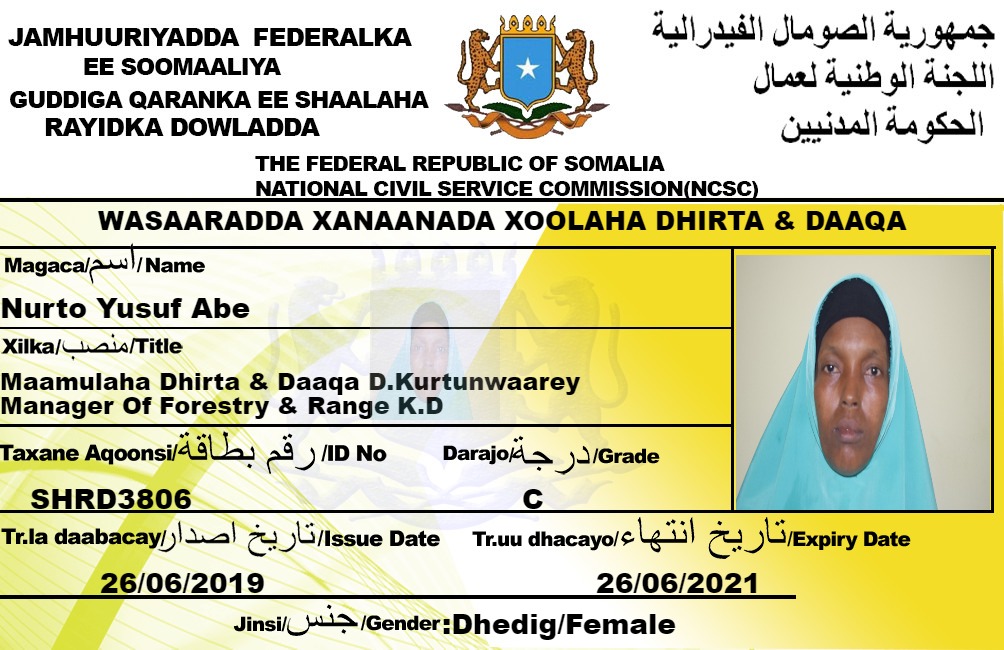 JAMHUURIYADDA FEDERALKA
EE SOOMAALIYA
GUDDIGA QARANKA EE SHAALAHA
RAYIDKA DOWLADDA
جمهورية الصومال الفيدرالية
اللجنة الوطنية لعمال
الحكومة المدنيين
THE FEDERAL REPUBLIC OF SOMALIA
NATIONAL CIVIL SERVICE COMMISSION(NCSC)
WASAARADDA XANAANADA XOOLAHA DHIRTA & DAAQA
Magaca/اسم/Name
Nurto Yusuf Abe
Xilka/منصب/Title
Maamulaha Dhirta & Daaqa D.Kurtunwaarey
Manager Of Forestry & Range K.D
Taxane Aqoonsi/رقم بطاقة/ID No
Darajo/درجة/Grade
SHRD3806
C
Tr.la daabacay/تاريخ اصدار/Issue Date
Tr.uu dhacayo/تاريخ انتهاء/Expiry Date
26/06/2019
26/06/2021
Jinsi/جنس/Gender:Dhedig/Female